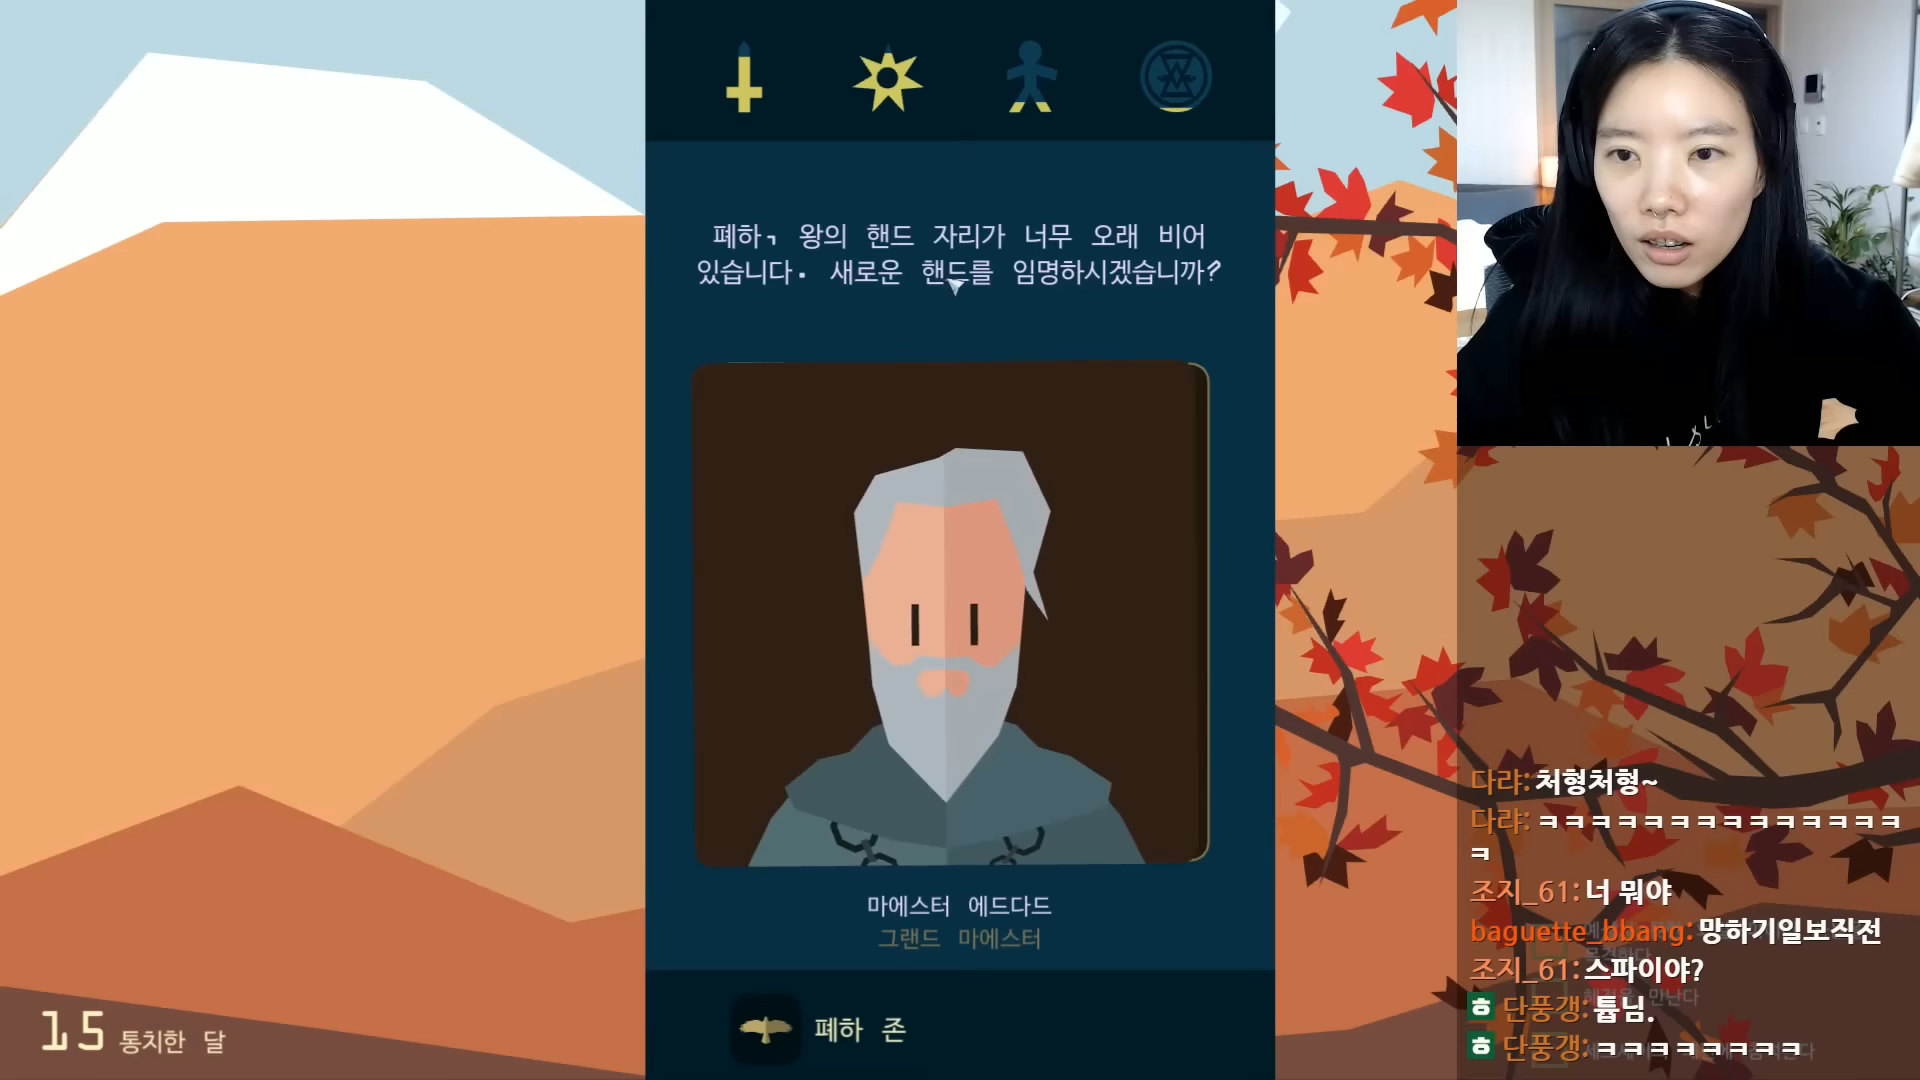 폐하, 왕의 핸드 자리가 너무 오래 비어
있습니다. 새로운 핸드를 임명하시겠습니까?
마에스터 에드다드
그랜드 마에스터
폐하 존
15 통치한 달
다랴: 처형처형~
다랴: ㅋㅋㅋㅋㅋㅋㅋㅋㅋㅋㅋㅋㅋㅋ
ㅋ
조지_61: 너 뭐야
baguette_bbang: 망하기일보직전
조지_61: 스파이야?
ㅎ 단풍갱: 튭님.
만난다
ㅎ 단풍갱: ㅋㅋㅋㅋㅋㅋㅋㅋ